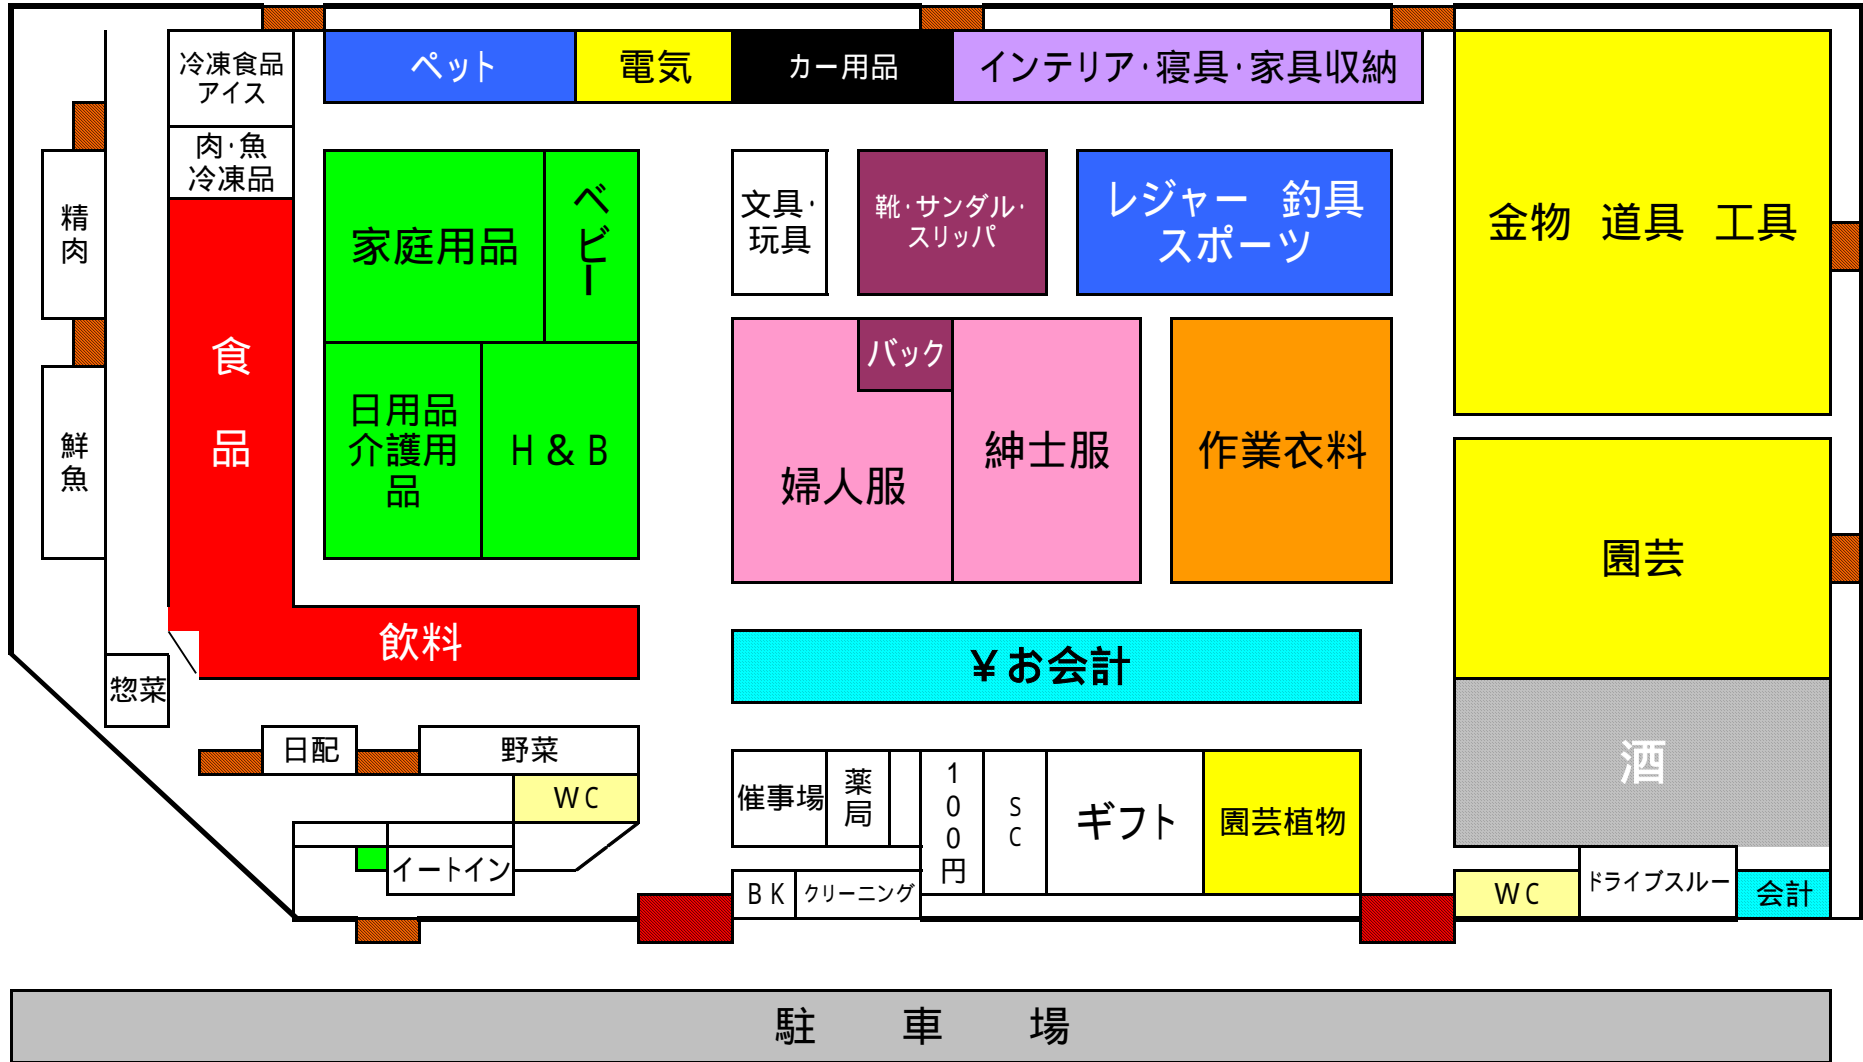 冷凍食品
アイス
ペット
電気
カー用品
インテリア・寝具・家具収納
肉・魚
冷凍品
精
肉
家庭用品
ベビー
文具・
玩具
靴・サンダル・
スリッパ
レジャー 釣具
スポーツ
金物 道具 工具
食
品
鮮
魚
日用品
介護用
品
H & B
バック
婦人服
紳士服
作業衣料
園芸
飲料
¥お会計
惣菜
日配
野菜
WC
イートイン
催事場
薬
局
1
0
0
円
S
C
ギフト
園芸植物
酒
BK
クリーニング
WC
ドライブスルー
会計
駐 車 場